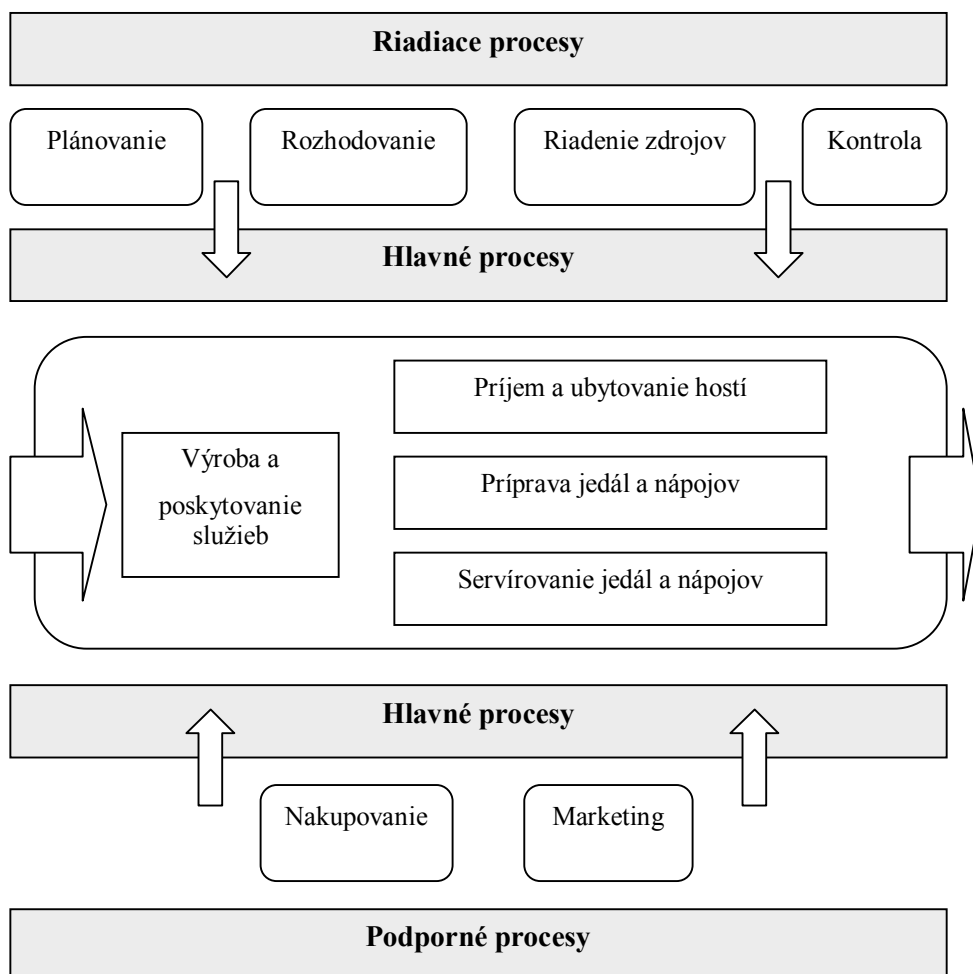 Riadiace procesy
Plánovanie
Rozhodovanie
Riadenie zdrojov
Kontrola
Hlavné procesy
Výroba a
poskytovanie
služieb
Príjem a ubytovanie hostí
Príprava jedál a nápojov
Servírovanie jedál a nápojov
Hlavné procesy
Nakupovanie
Marketing
Podporné procesy